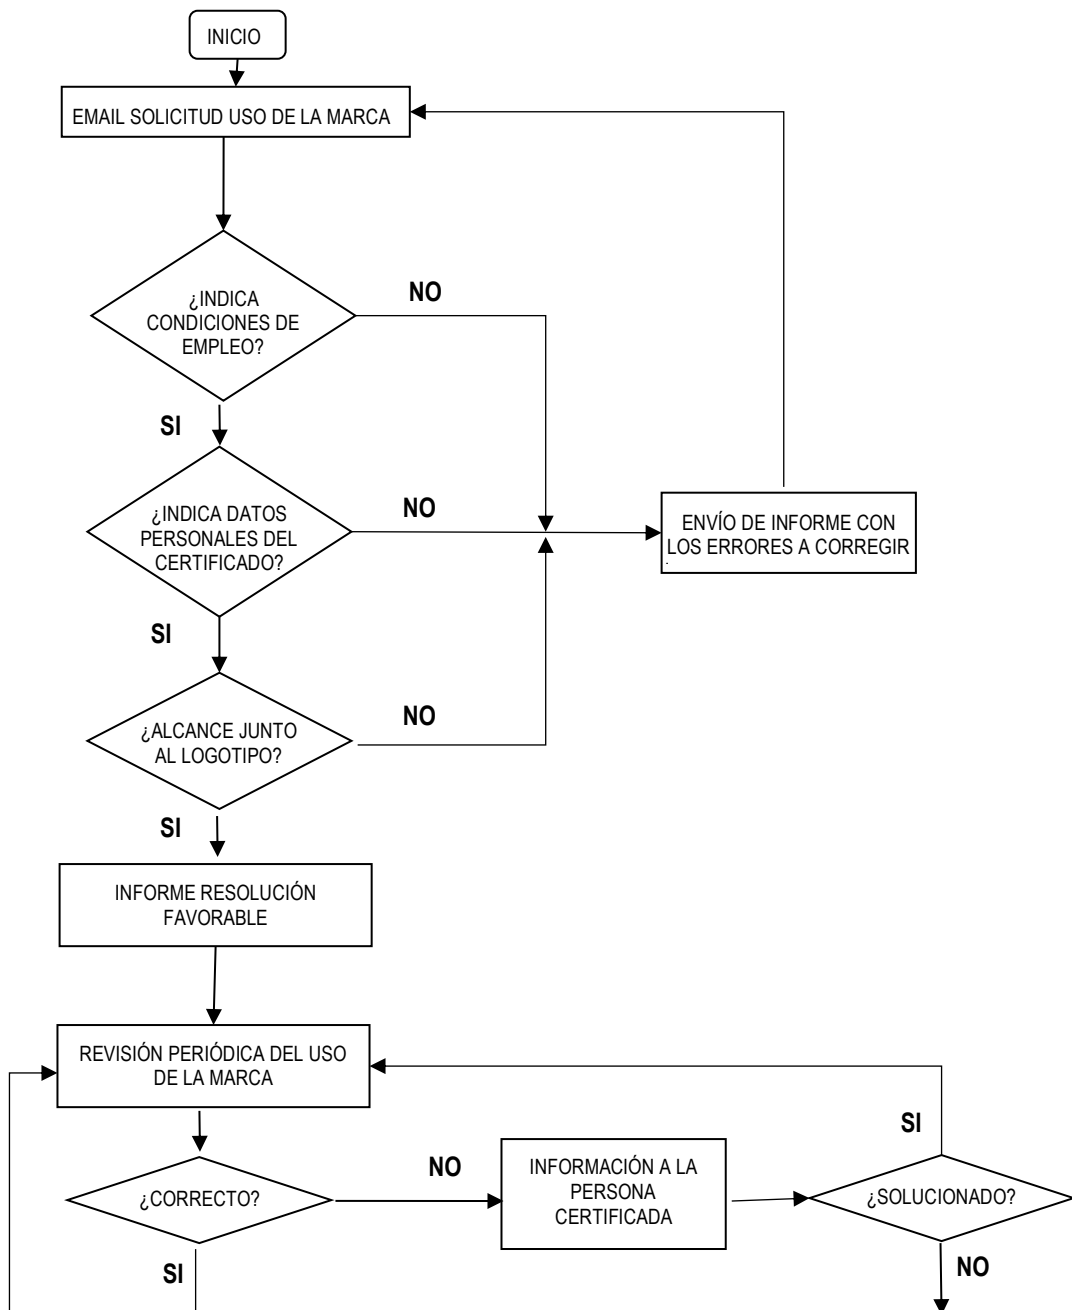 INICIO
EMAIL SOLICITUD USO DE LA MARCA
¿INDICA
CONDICIONES DE
EMPLEO?
NO
SI
¿INDICA DATOS
PERSONALES DEL
CERTIFICADO?
NO
ENVÍO DE INFORME CON
LOS ERRORES A CORREGIR
.
SI
¿ALCANCE JUNTO
AL LOGOTIPO?
NO
SI
INFORME RESOLUCIÓN
FAVORABLE
REVISIÓN PERIÓDICA DEL USO
DE LA MARCA
¿CORRECTO?
NO
INFORMACIÓN A LA
PERSONA
CERTIFICADA
¿SOLUCIONADO?
SI
SI
NO